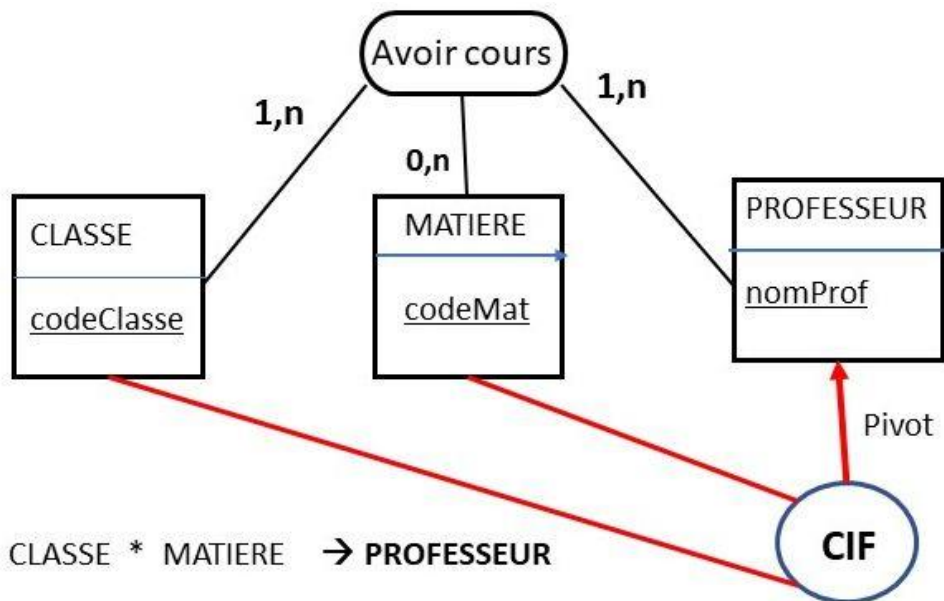 Avoir cours
1,n
1,n
0,n
CLASSE
codeClasse
MATIERE
codeMat
PROFESSEUR
nomProf
Pivot
CIF
CLASSE * MATIERE → PROFESSEUR